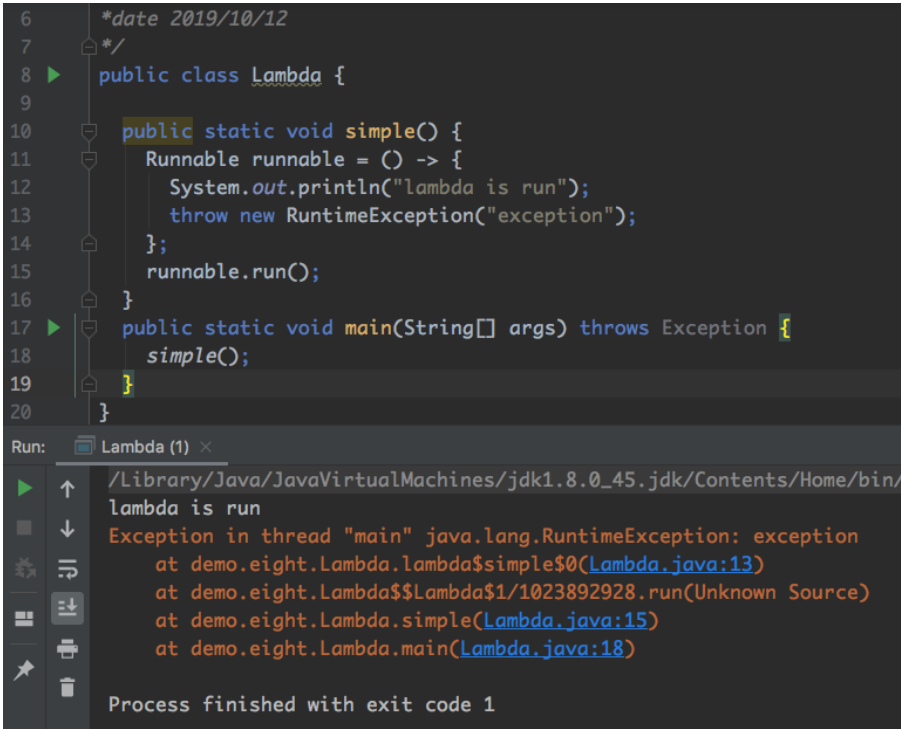 6 *date 2019/10/12
7 */
8 public class Lambda {
9
10 public static void simple() {
11 Runnable runnable = () -> {
12 System.out.println("lambda is run");
13 throw new RuntimeException("exception");
14 };
15 runnable.run();
16 }
17 public static void main(String[] args) throws Exception {
18 simple();
19 }
20 }
Run: Lambda (1)
/Library/Java/JavaVirtualMachines/jdk1.8.0_45.jdk/Contents/Home/bin/
lambda is run
Exception in thread "main" java.lang.RuntimeException: exception
at demo.eight.Lambda.lambda$simple$0(Lambda.java:13)
at demo.eight.Lambda$$Lambda$1/1023892928.run(Unknown Source)
at demo.eight.Lambda.simple(Lambda.java:15)
at demo.eight.Lambda.main(Lambda.java:18)
Process finished with exit code 1